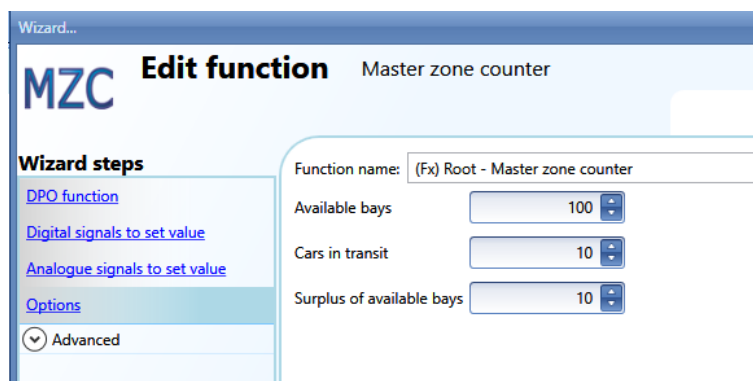 Wizard...
MZC
Edit function Master zone counter
Wizard steps
DPO function
Digital signals to set value
Analogue signals to set value
Options
Advanced
Function name: (Fx) Root - Master zone counter
Available bays 100
Cars in transit 10
Surplus of available bays 10